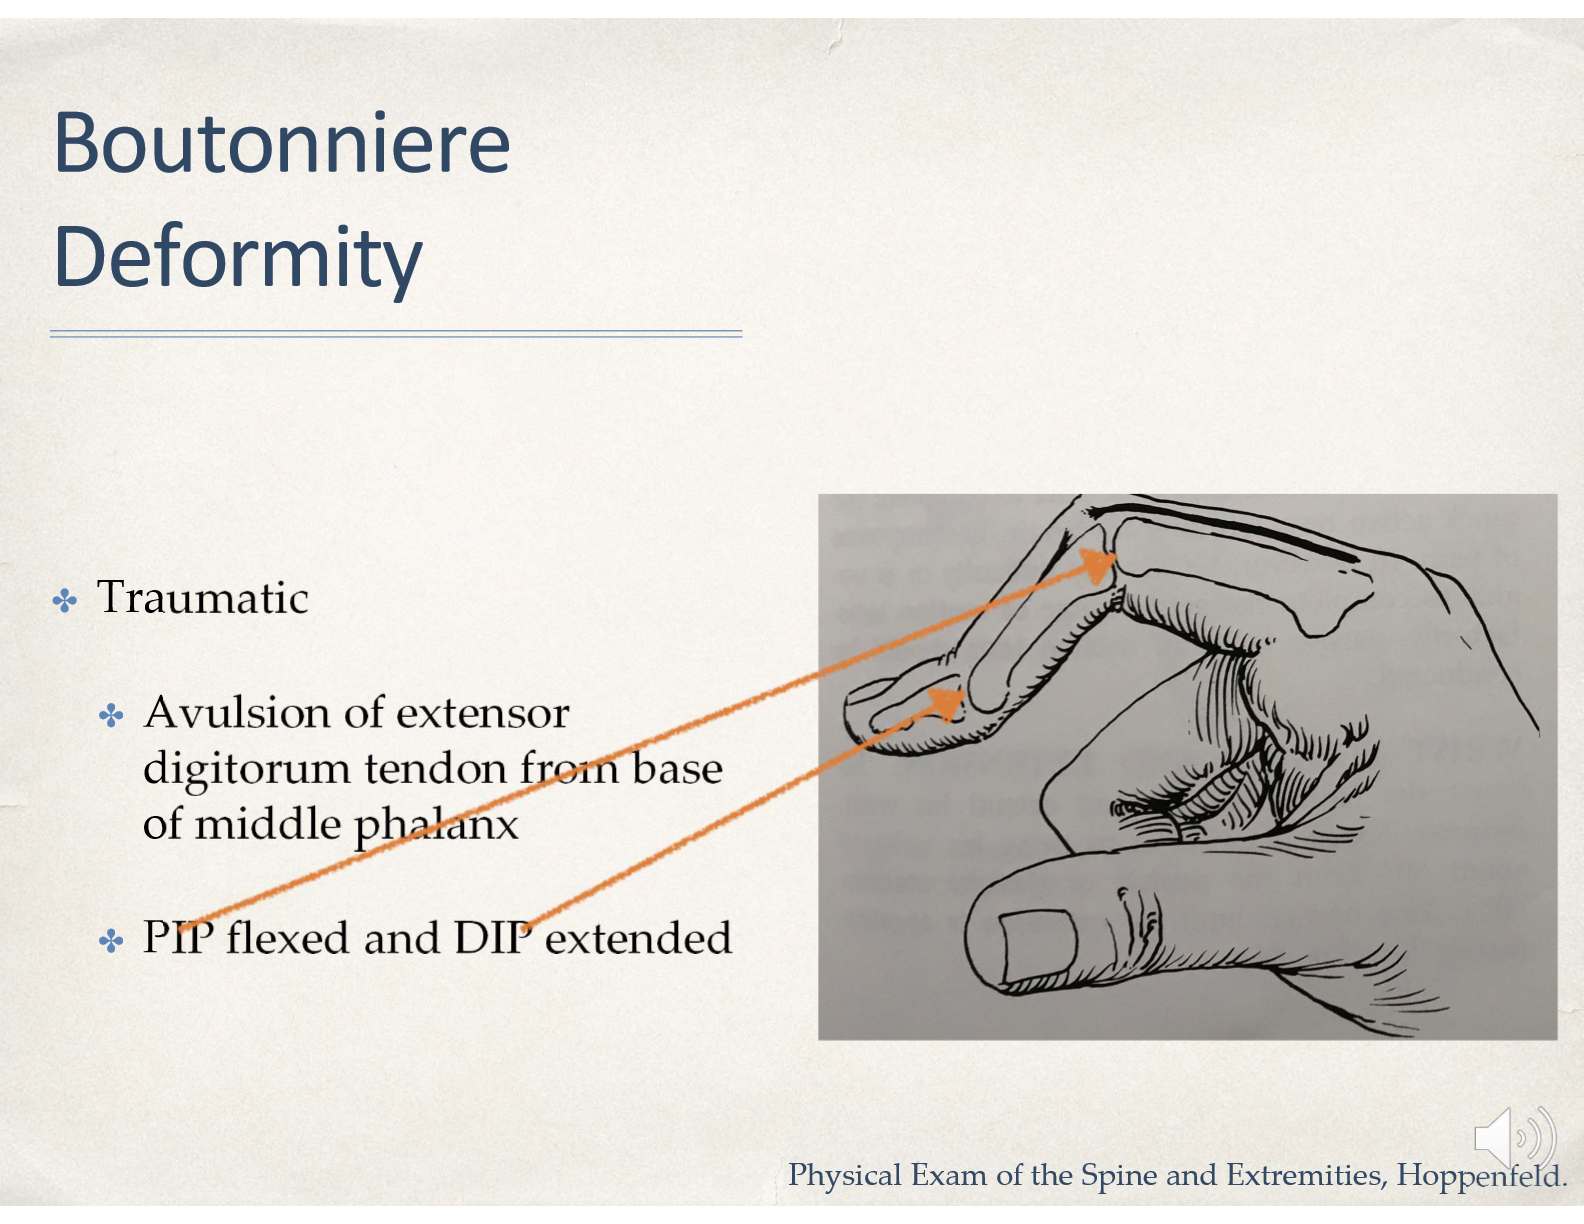 Boutonniere
Deformity
Traumatic
Avulsion of extensor
digitorum tendon from base
of middle phalanx
PIP flexed and DIP extended
Physical Exam of the Spine and Extremities, Hoppenfeld.